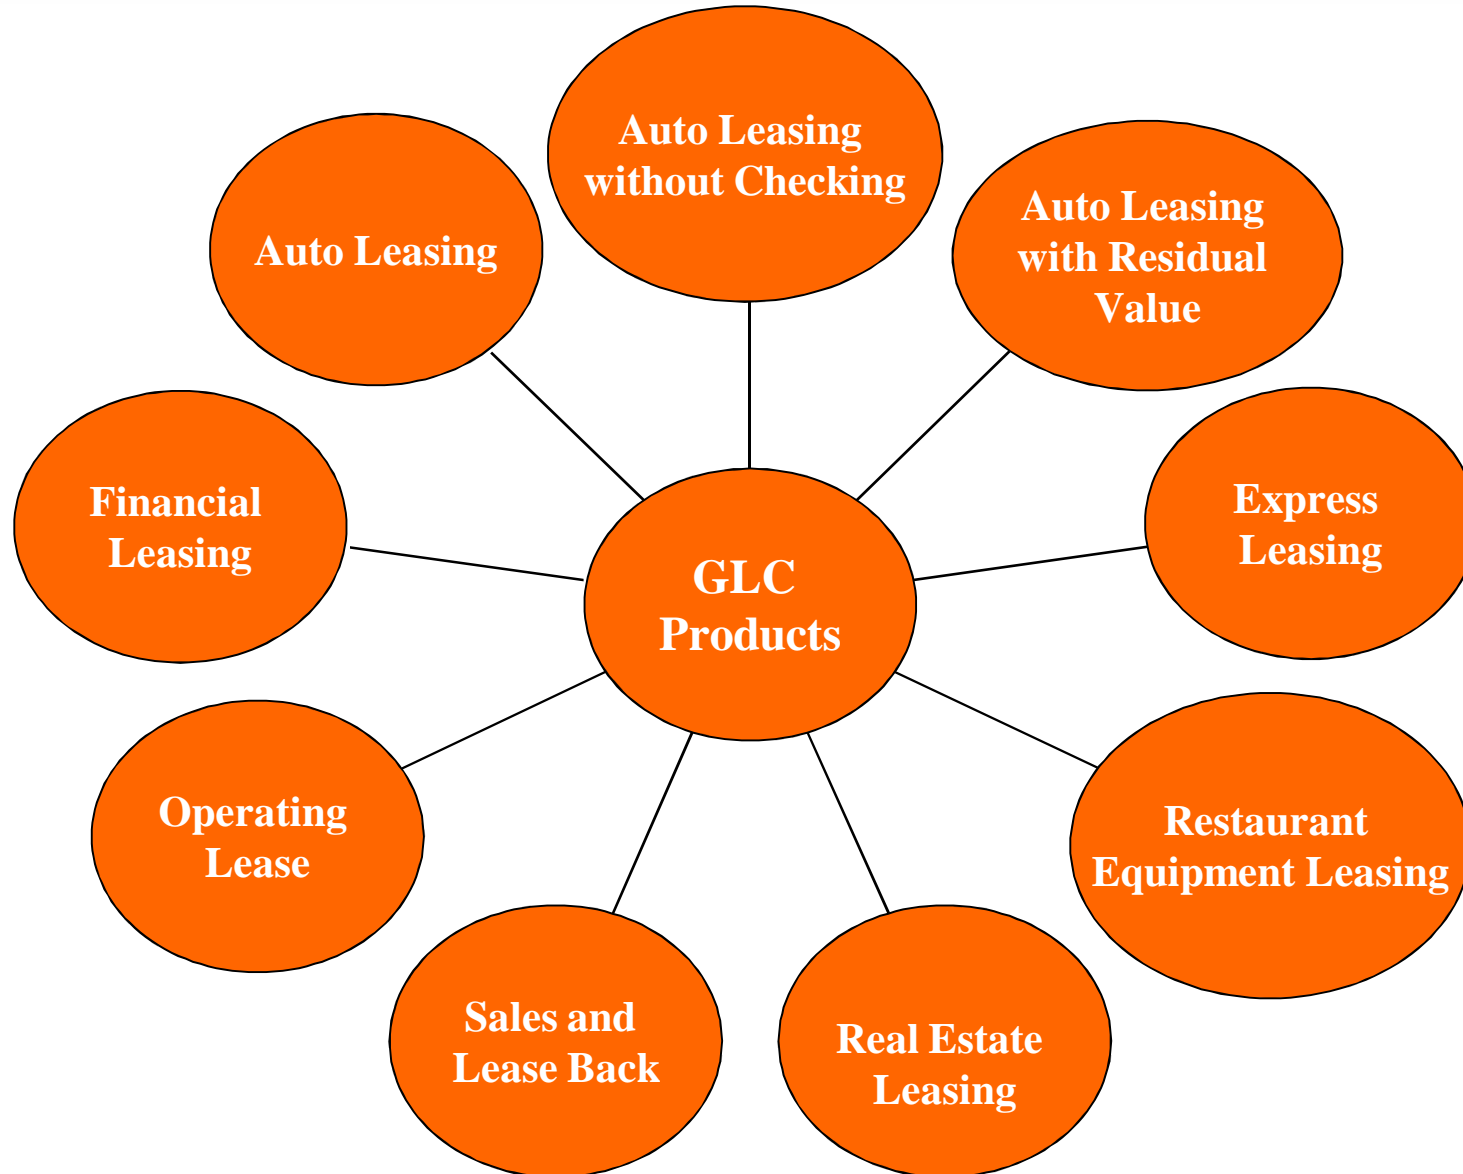 Auto Leasing
without Checking
Auto Leasing
with Residual
Value
Auto Leasing
Express
Leasing
Financial
Leasing
GLC
Products
Restaurant
Equipment Leasing
Operating
Lease
Sales and
Lease Back
Real Estate
Leasing